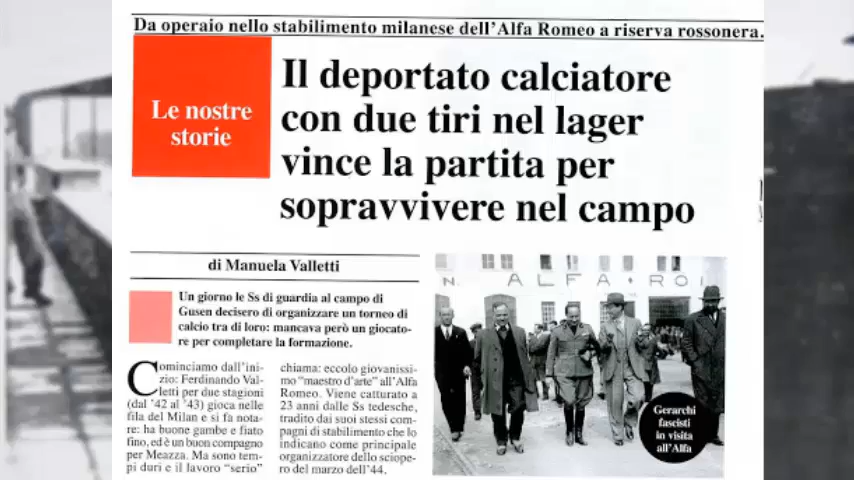 Da operaio nello stabilimento milanese dell'Alfa Romeo a riserva rossonera.
Le nostre
storie
Il deportato calciatore
con due tiri nel lager
vince la partita per
sopravvivere nel campo
di Manuela Valletti
Un giorno le Ss di guardia al campo di
Gusen decisero di organizzare un torneo di
calcio tra di loro: mancava però un giocato-
re per completare la formazione.
Cominciamo dall'ini-
zio: Ferdinando Val-
letti per due stagioni
(dal '42 al '43) gioca nelle
fila del Milan e si fa nota-
re: ha buone gambe e fiato
fino, ed è un buon compagno
per Meazza. Ma sono tem-
pi duri e il lavoro "serio"
chiama: eccolo giovanissi-
mo "maestro d'arte" all'Alfa
Romeo. Viene catturato a
23 anni dalle Ss tedesche,
tradito dai suoi stessi com-
pagni di stabilimento che lo
indicano come principale
organizzatore dello sciope-
ro del marzo dell'44.
N. ALFA·RO
Gerarchi
fascisti
in visita
all'Alfa